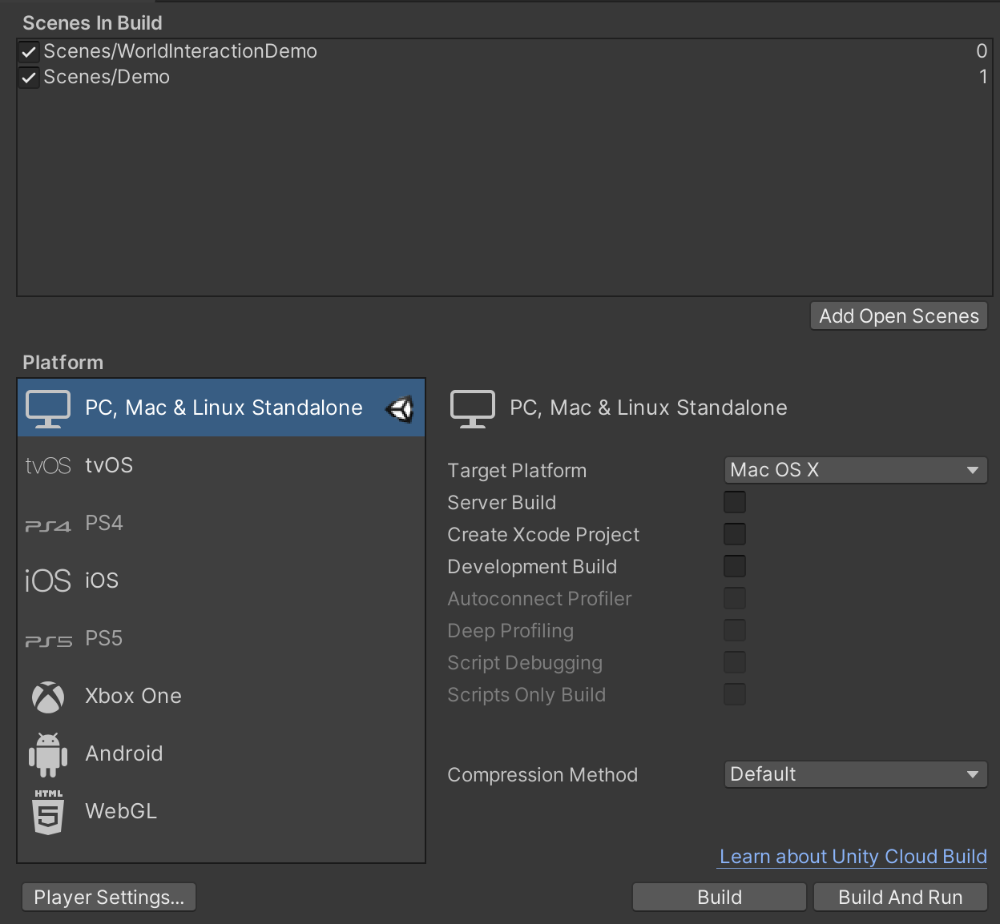 Scenes In Build
Scenes/WorldInteractionDemo 0
Scenes/Demo 1
Add Open Scenes
Platform
PC, Mac & Linux Standalone
tvOS tvOS
PS4 PS4
iOS iOS
PS5 PS5
Xbox One
Android
HTML 5 WebGL
PC, Mac & Linux Standalone
Target Platform Mac OS X
Server Build
Create Xcode Project
Development Build
Autoconnect Profiler
Deep Profiling
Script Debugging
Scripts Only Build
Compression Method Default
Learn about Unity Cloud Build
Player Settings... Build Build And Run